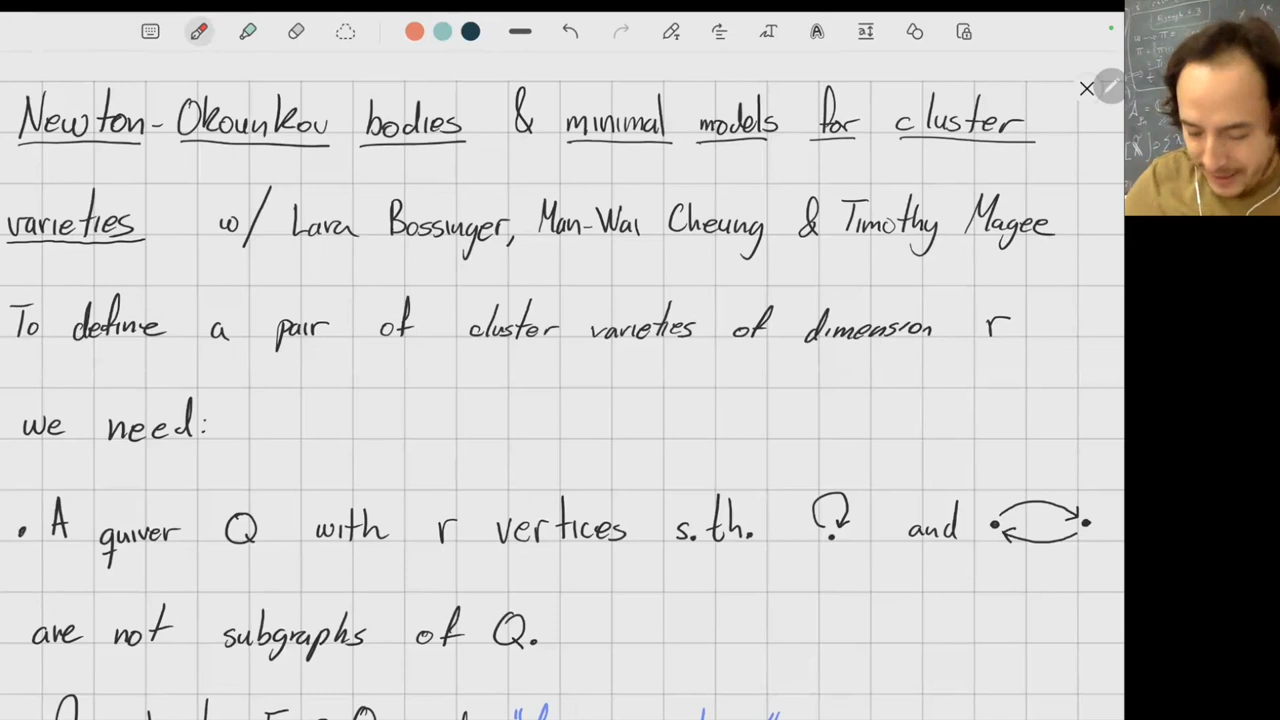 Newton-Okounkov bodies & minimal models for cluster
varieties w/ Lara Bossinger, Man-Wai Cheung & Timothy Magee
To define a pair of cluster varieties of dimension r
we need:
. A quiver Q with r vertices s.th. and
are not subgraphs of Q.